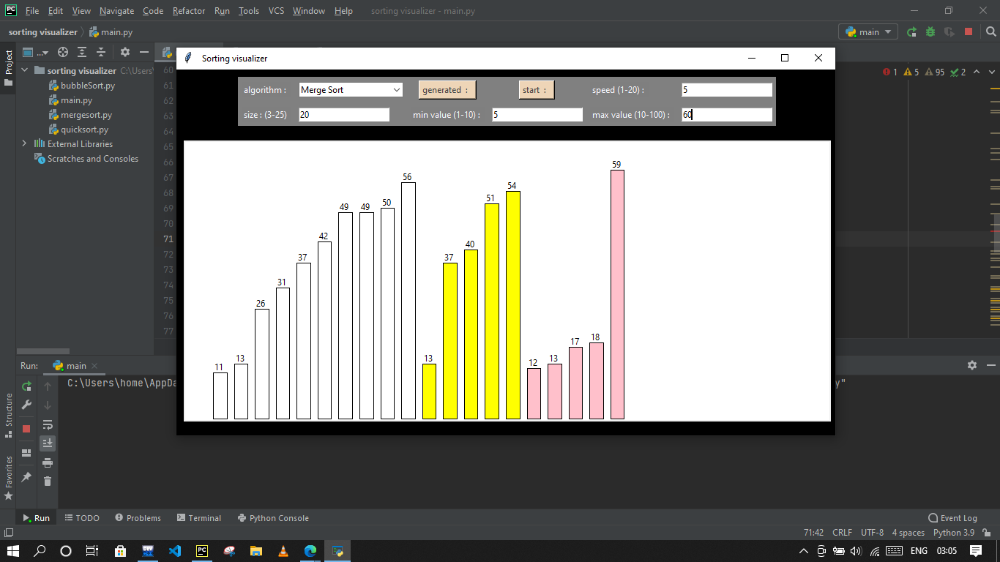 PC File Edit View Navigate Code Refactor Run Tools VCS Window Help sorting visualizer - main.py
sorting visualizer main.py main
Project ...
Sorting visualizer
sorting visualizer C:\Users\
bubbleSort.py
main.py
mergesort.py
quicksort.py
External Libraries
Scratches and Consoles
60
61
62
63
64
65
66
67
68
69
70
71
72
73
74
75
76
77
1 5 95 2
algorithm : Merge Sort generated : start : speed (1-20) : 5
size : (3-25) 20 min value (1-10) : 5 max value (10-100) : 60
11 13 26 31 37 42 49 49 50 56 13 37 40 51 54 12 13 17 18 59
Run: main
C:\Users\home\AppDa y"
Structure
Favorites
Run TODO Problems Terminal Python Console Event Log
71:42 CRLF UTF-8 4 spaces Python 3.9
PC ENG 03:05